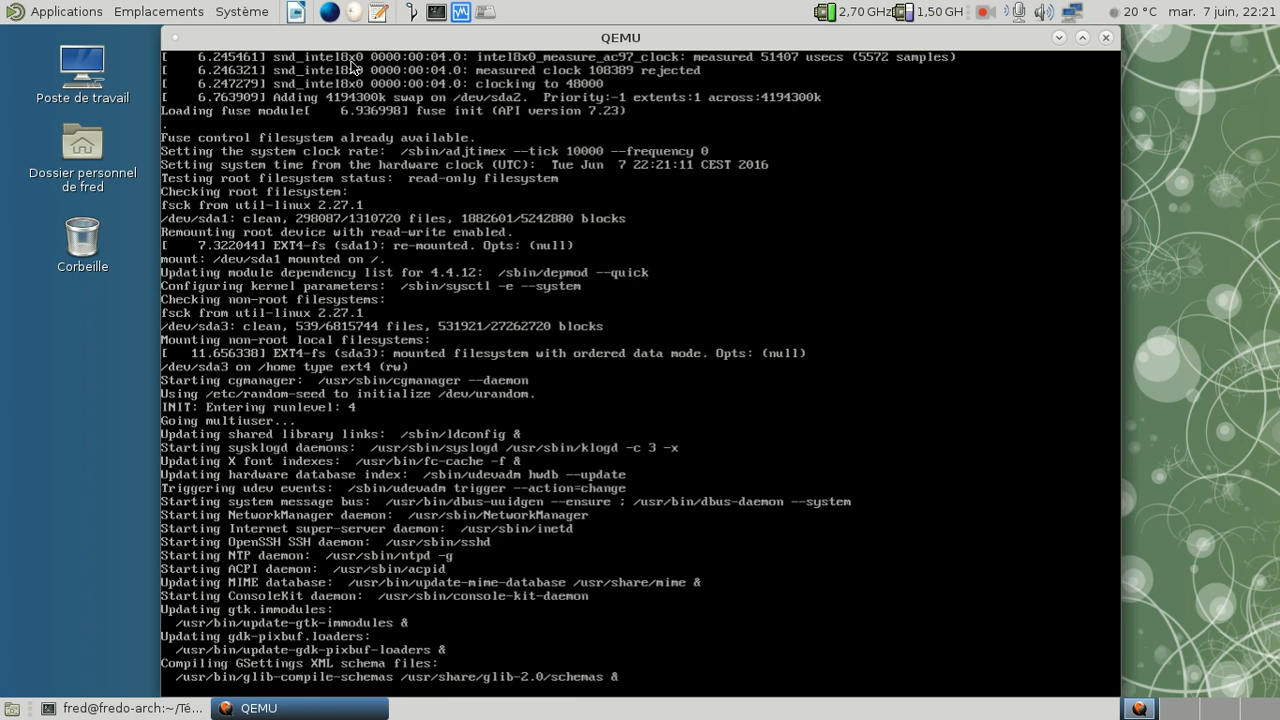 Applications Emplacements Système 2,70 GHz 1,50 GH 20 °C mar. 7 juin, 22:21
QEMU
Poste de travail
Dossier personnel
de fred
Corbeille
[    6.245461] snd_intel8x0 0000:00:04.0: intel8x0_measure_ac97_clock: measured 51407 usecs (5572 samples)
[    6.246321] snd_intel8x0 0000:00:04.0: measured clock 108389 rejected
[    6.247279] snd_intel8x0 0000:00:04.0: clocking to 48000
[    6.763909] Adding 4194300k swap on /dev/sda2.  Priority:-1 extents:1 across:4194300k
Loading fuse module[    6.936998] fuse init (API version 7.23)
.
Fuse control filesystem already available.
Setting the system clock rate:  /sbin/adjtimex --tick 10000 --frequency 0
Setting system time from the hardware clock (UTC):  Tue Jun  7 22:21:11 CEST 2016
Testing root filesystem status:  read-only filesystem
Checking root filesystem:
fsck from util-linux 2.27.1
/dev/sda1: clean, 298087/1310720 files, 1882601/5242880 blocks
Remounting root device with read-write enabled.
[    7.322044] EXT4-fs (sda1): re-mounted. Opts: (null)
mount: /dev/sda1 mounted on /.
Updating module dependency list for 4.4.12:  /sbin/depmod --quick
Configuring kernel parameters:  /sbin/sysctl -e --system
Checking non-root filesystems:
fsck from util-linux 2.27.1
/dev/sda3: clean, 539/6815744 files, 531921/27262720 blocks
Mounting non-root local filesystems:
[   11.656338] EXT4-fs (sda3): mounted filesystem with ordered data mode. Opts: (null)
/dev/sda3 on /home type ext4 (rw)
Starting cgmanager:  /usr/sbin/cgmanager --daemon
Using /etc/random-seed to initialize /dev/urandom.
INIT: Entering runlevel: 4
Going multiuser...
Updating shared library links:  /sbin/ldconfig &
Starting sysklogd daemons:  /usr/sbin/syslogd /usr/sbin/klogd -c 3 -x
Updating X font indexes:  /usr/bin/fc-cache -f &
Updating hardware database index:  /sbin/udevadm hwdb --update
Triggering udev events:  /sbin/udevadm trigger --action=change
Starting system message bus:  /usr/bin/dbus-uuidgen --ensure ; /usr/bin/dbus-daemon --system
Starting NetworkManager daemon:  /usr/sbin/NetworkManager
Starting Internet super-server daemon:  /usr/sbin/inetd
Starting OpenSSH SSH daemon:  /usr/sbin/sshd
Starting NTP daemon:  /usr/sbin/ntpd -g
Starting ACPI daemon:  /usr/sbin/acpid
Updating MIME database:  /usr/bin/update-mime-database /usr/share/mime &
Starting ConsoleKit daemon:  /usr/sbin/console-kit-daemon
Updating gtk.immodules:
  /usr/bin/update-gtk-immodules &
Updating gdk-pixbuf.loaders:
  /usr/bin/update-gdk-pixbuf-loaders &
Compiling GSettings XML schema files:
  /usr/bin/glib-compile-schemas /usr/share/glib-2.0/schemas &
fred@fredo-arch:~/Té... QEMU